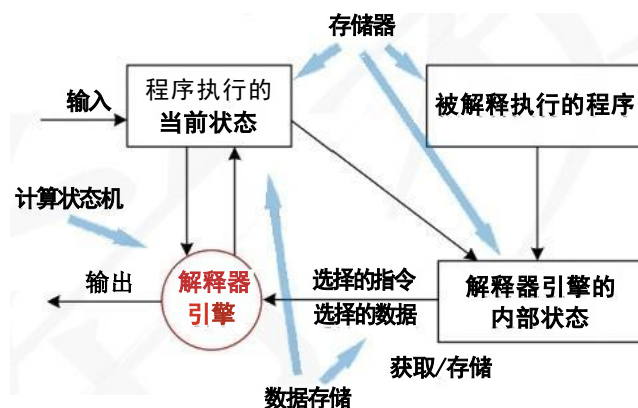 存储器
输入
程序执行的
当前状态
被解释执行的程序
计算状态机
输出
解释器
引擎
选择的指令
选择的数据
解释器引擎的
内部状态
获取/存储
数据存储